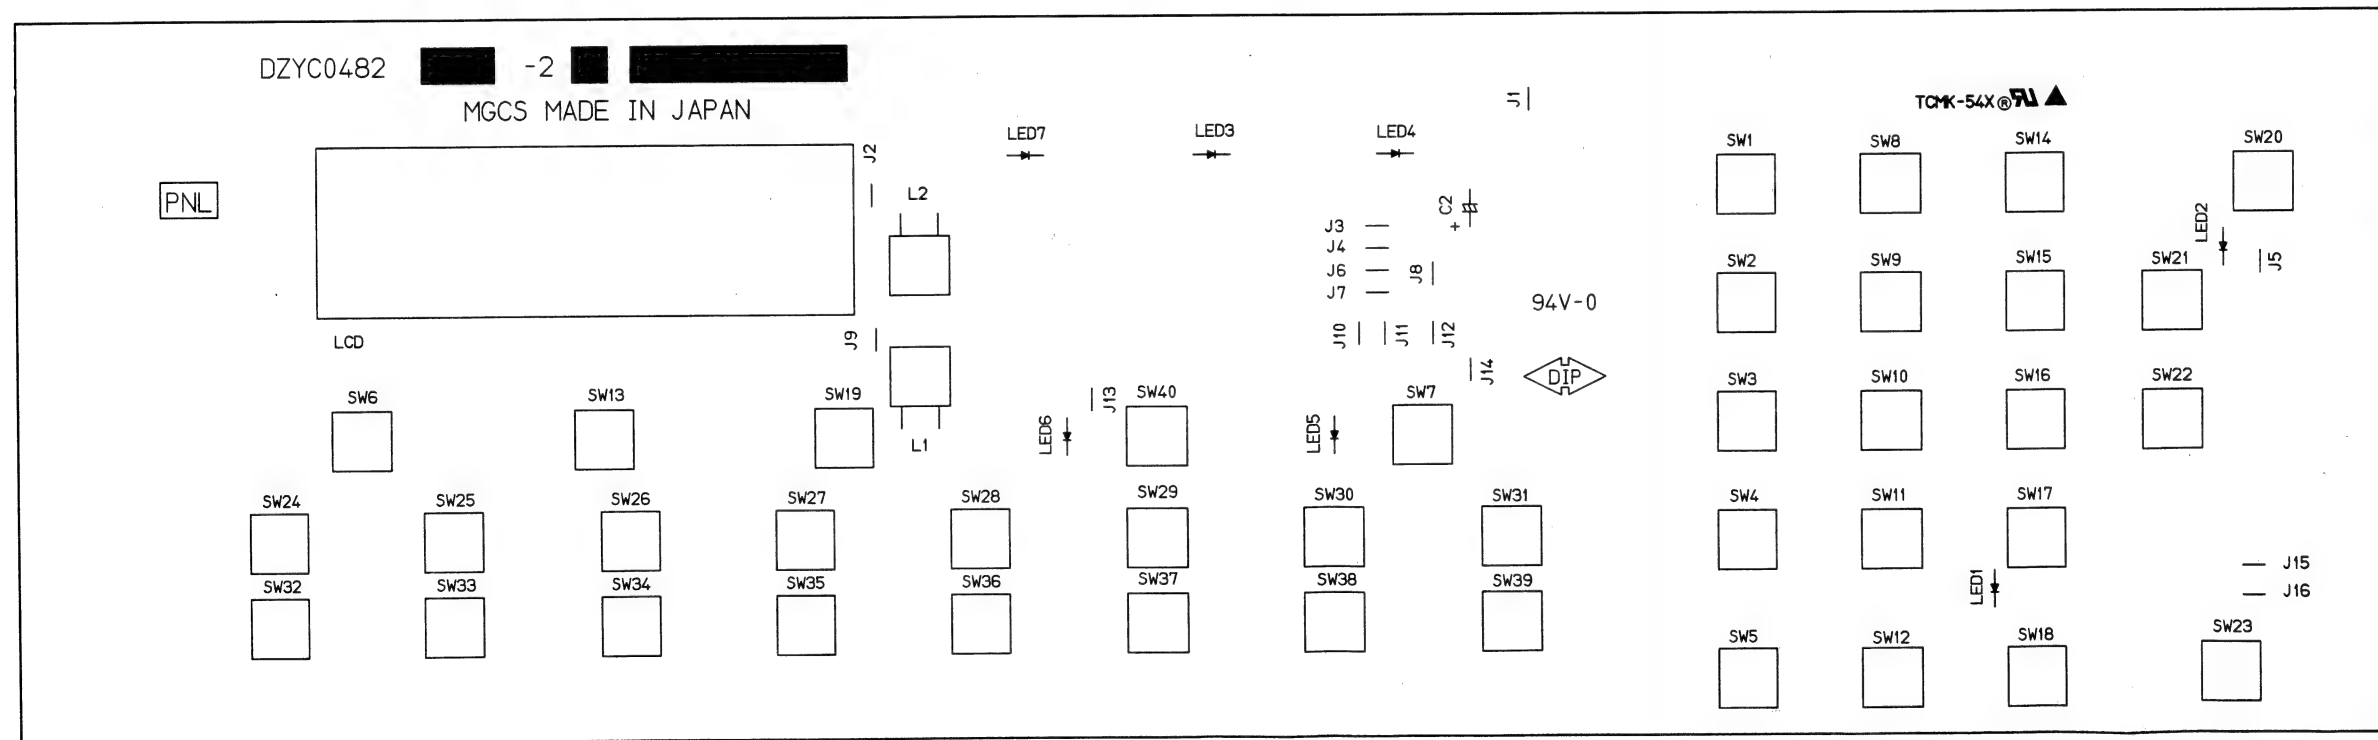 DZYC0482 -2
MGCS MADE IN JAPAN
J1
TCMK-54X®
LED7 LED3 LED4
SW1 SW8 SW14 SW20
J2
PNL
L2
C2
+
LED2
J3
J4
J6
J7
J8
SW2 SW9 SW15 SW21 J5
94V-0
LCD
J9
J10 J11 J12
J14
DIP
SW3 SW10 SW16 SW22
SW6 SW13 SW19 J13 SW40 SW7
L1
LED6 LED5
SW24 SW25 SW26 SW27 SW28 SW29 SW30 SW31
SW4 SW11 SW17
J15
SW32 SW33 SW34 SW35 SW36 SW37 SW38 SW39
LED1
J16
SW5 SW12 SW18 SW23